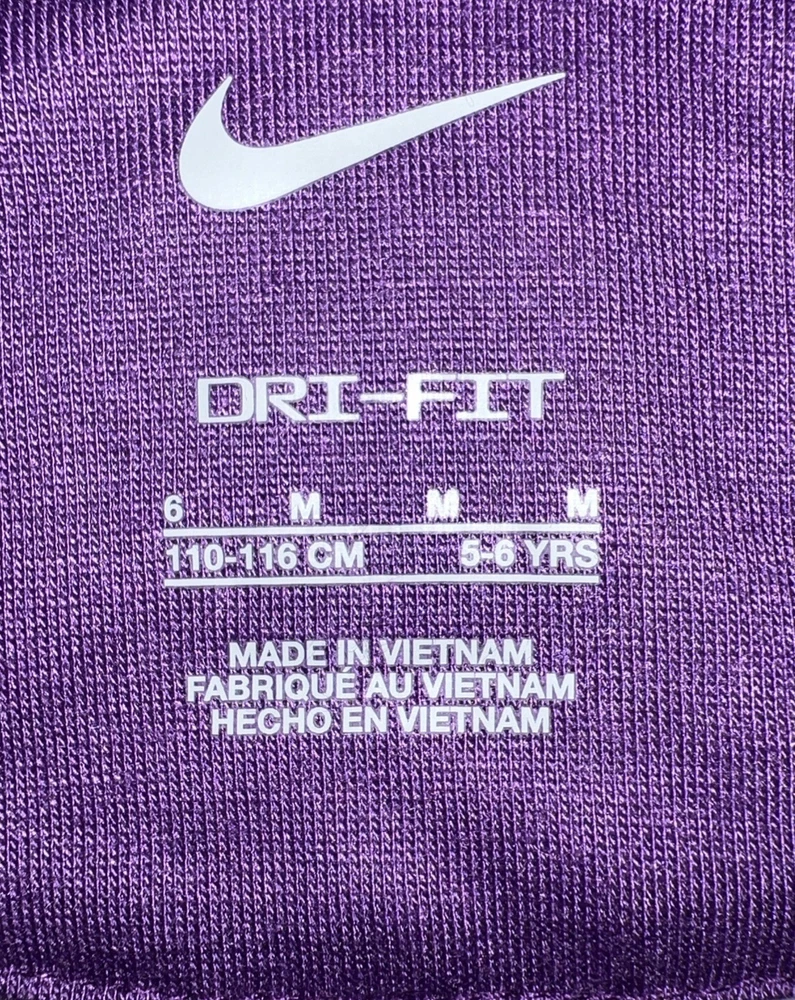 DRI-FIT
6 M M M
110-116 CM 5-6 YRS
MADE IN VIETNAM
FABRIQUÉ AU VIETNAM
HECHO EN VIETNAM